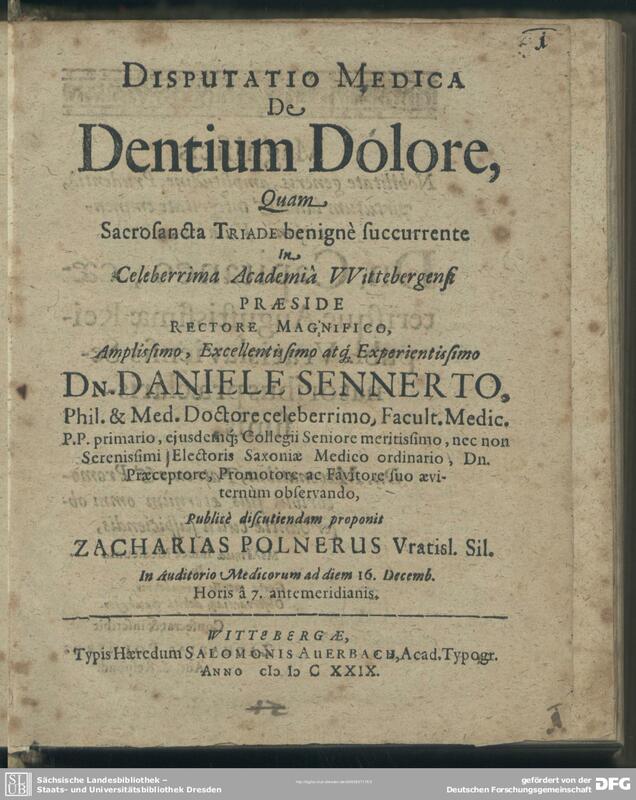 1
DISPUTATIO MEDICA
De
Dentium Dolore,
Quam
Sacrosancta TRIADE benignè succurrente
In
Celeberrima Academià VVittebergensi
PRÆSIDE
RECTORE MAGNIFICO,
Amplissimo, Excellentissimo atq; Experientissimo
DN. DANIELE SENNERTO,
Phil. & Med. Doctore celeberrimo, Facult. Medic.
P.P. primario, ejusdemq; Collegii Seniore meritissimo, nec non
Serenissimi Electoris Saxoniæ Medico ordinario, Dn.
Præceptore, Promotore ac Fàvitore suo ævi-
ternùm observando,
Publicè discutiendam proponit
ZACHARIAS POLNERUS Vratisl. Sil.
In Auditorio Medicorum ad diem 16. Decemb.
Horis â 7. antemeridianis.
WITTEBERGÆ,
Typis Hæredum SALOMONIS AUERBACH, Acad. Typogr.
ANNO cIɔ Iɔ C XXIX.
SLUB
Sächsische Landesbibliothek –
Staats- und Universitätsbibliothek Dresden
gefördert von der
Deutschen Forschungsgemeinschaft
DFG